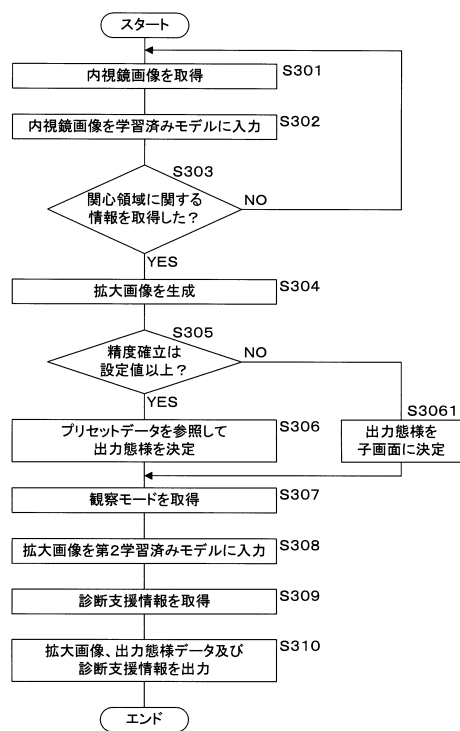 スタート
内視鏡画像を取得
S301
内視鏡画像を学習済みモデルに入力
S302
S303
関心領域に関する
情報を取得した？
NO
YES
拡大画像を生成
S304
S305
精度確立は
設定値以上？
NO
YES
プリセットデータを参照して
出力態様を決定
S306
S3061
出力態様を
子画面に決定
観察モードを取得
S307
拡大画像を第2学習済みモデルに入力
S308
診断支援情報を取得
S309
拡大画像、出力態様データ及び
診断支援情報を出力
S310
エンド